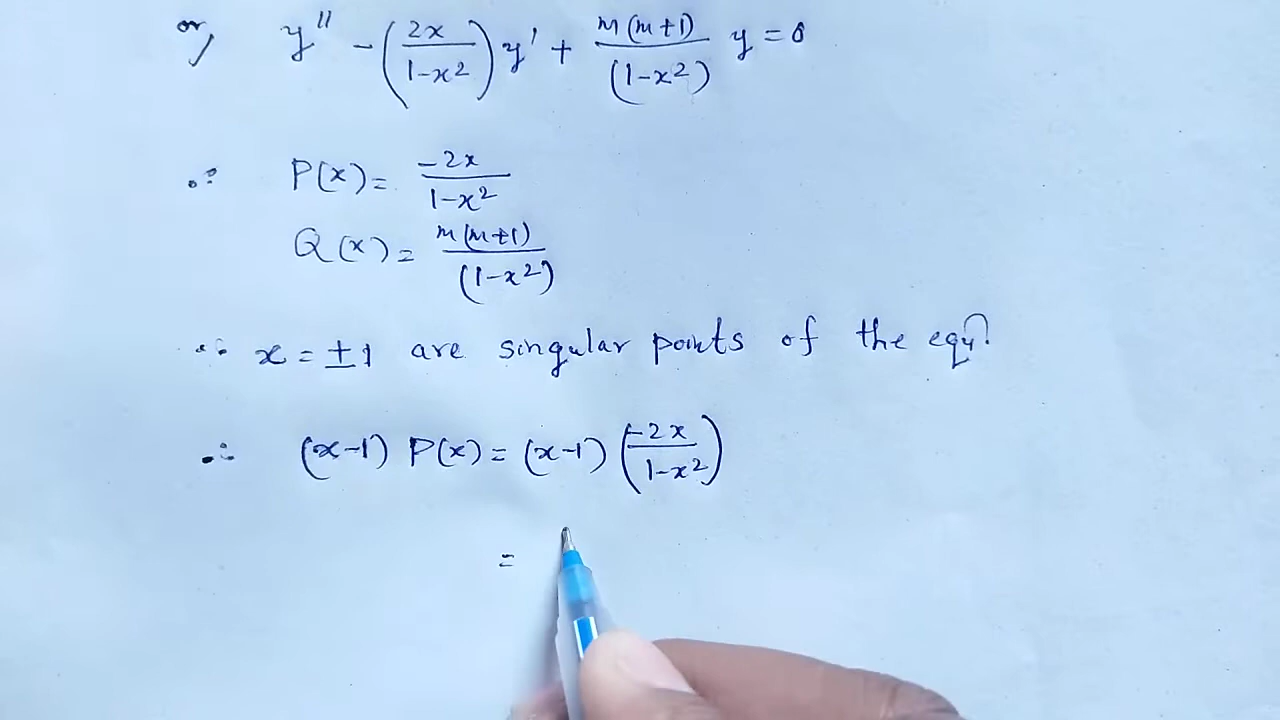 or, y'' - (2x/(1-x²)) y' + m(m+1)/(1-x²) y = 0
∴ P(x) = -2x/(1-x²)
Q(x) = m(m+1)/(1-x²)
∴ x = ±1 are singular points of the equⁿ
∴ (x-1) P(x) = (x-1) (-2x/(1-x²))
=